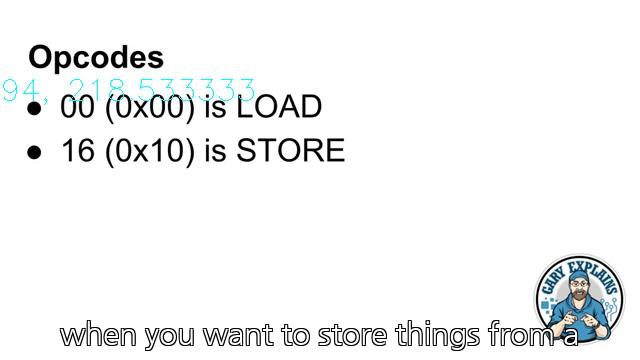 Opcodes
94, 218.533333
● 00 (0x00) is LOAD
● 16 (0x10) is STORE
GARY EXPLAINS
when you want to store things from a